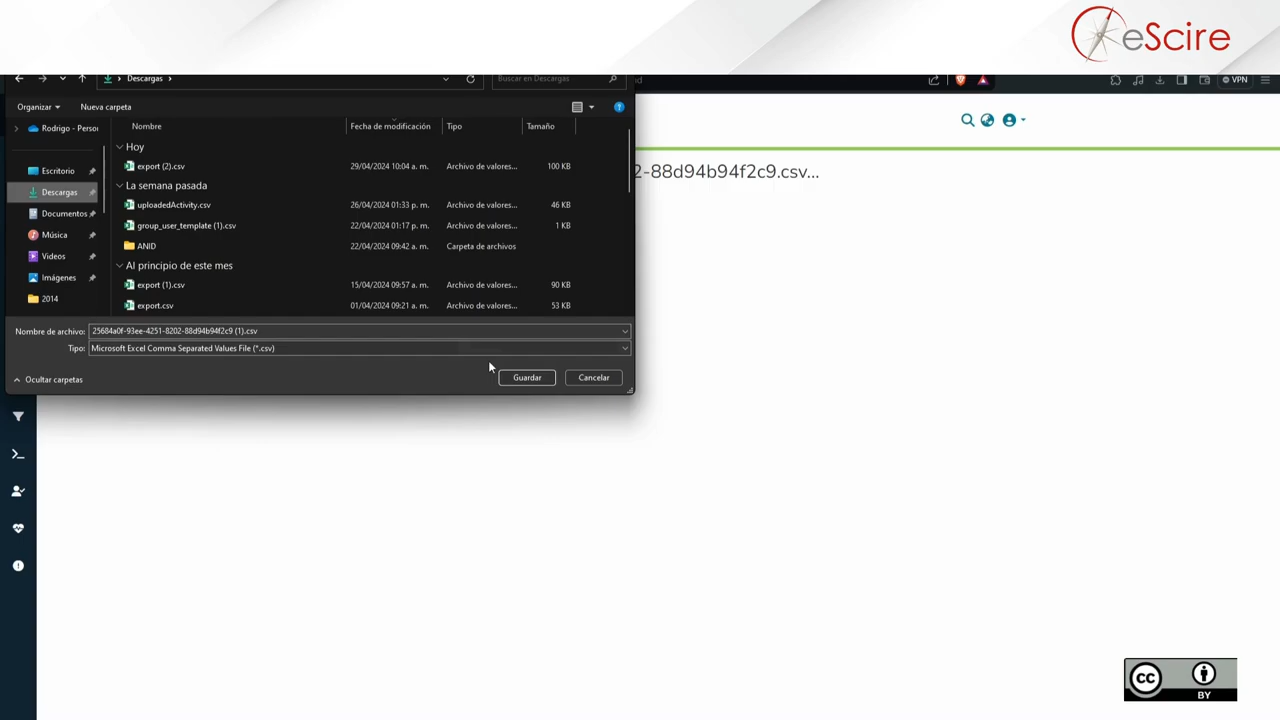 eScire
Descargas
Buscar en Descargas
VPN
Organizar
Nueva carpeta
Rodrigo - Person
Nombre
Fecha de modificación
Tipo
Tamaño
Hoy
export (2).csv 29/04/2024 10:04 a. m. Archivo de valores... 100 KB
La semana pasada
Escritorio
uploadedActivity.csv 26/04/2024 01:33 p. m. Archivo de valores... 46 KB
Descargas
group_user_template (1).csv 22/04/2024 01:17 p. m. Archivo de valores... 1 KB
Documentos
ANID 22/04/2024 09:42 a. m. Carpeta de archivos
Música
Al principio de este mes
Videos
export (1).csv 15/04/2024 09:57 a. m. Archivo de valores... 90 KB
Imágenes
export.csv 01/04/2024 09:21 a. m. Archivo de valores... 53 KB
2014
2-88d94b94f2c9.csv...
Nombre de archivo: 25684a0f-93ee-4251-8202-88d94b94f2c9 (1).csv
Tipo: Microsoft Excel Comma Separated Values File (*.csv)
Ocultar carpetas
Guardar
Cancelar
cc
BY